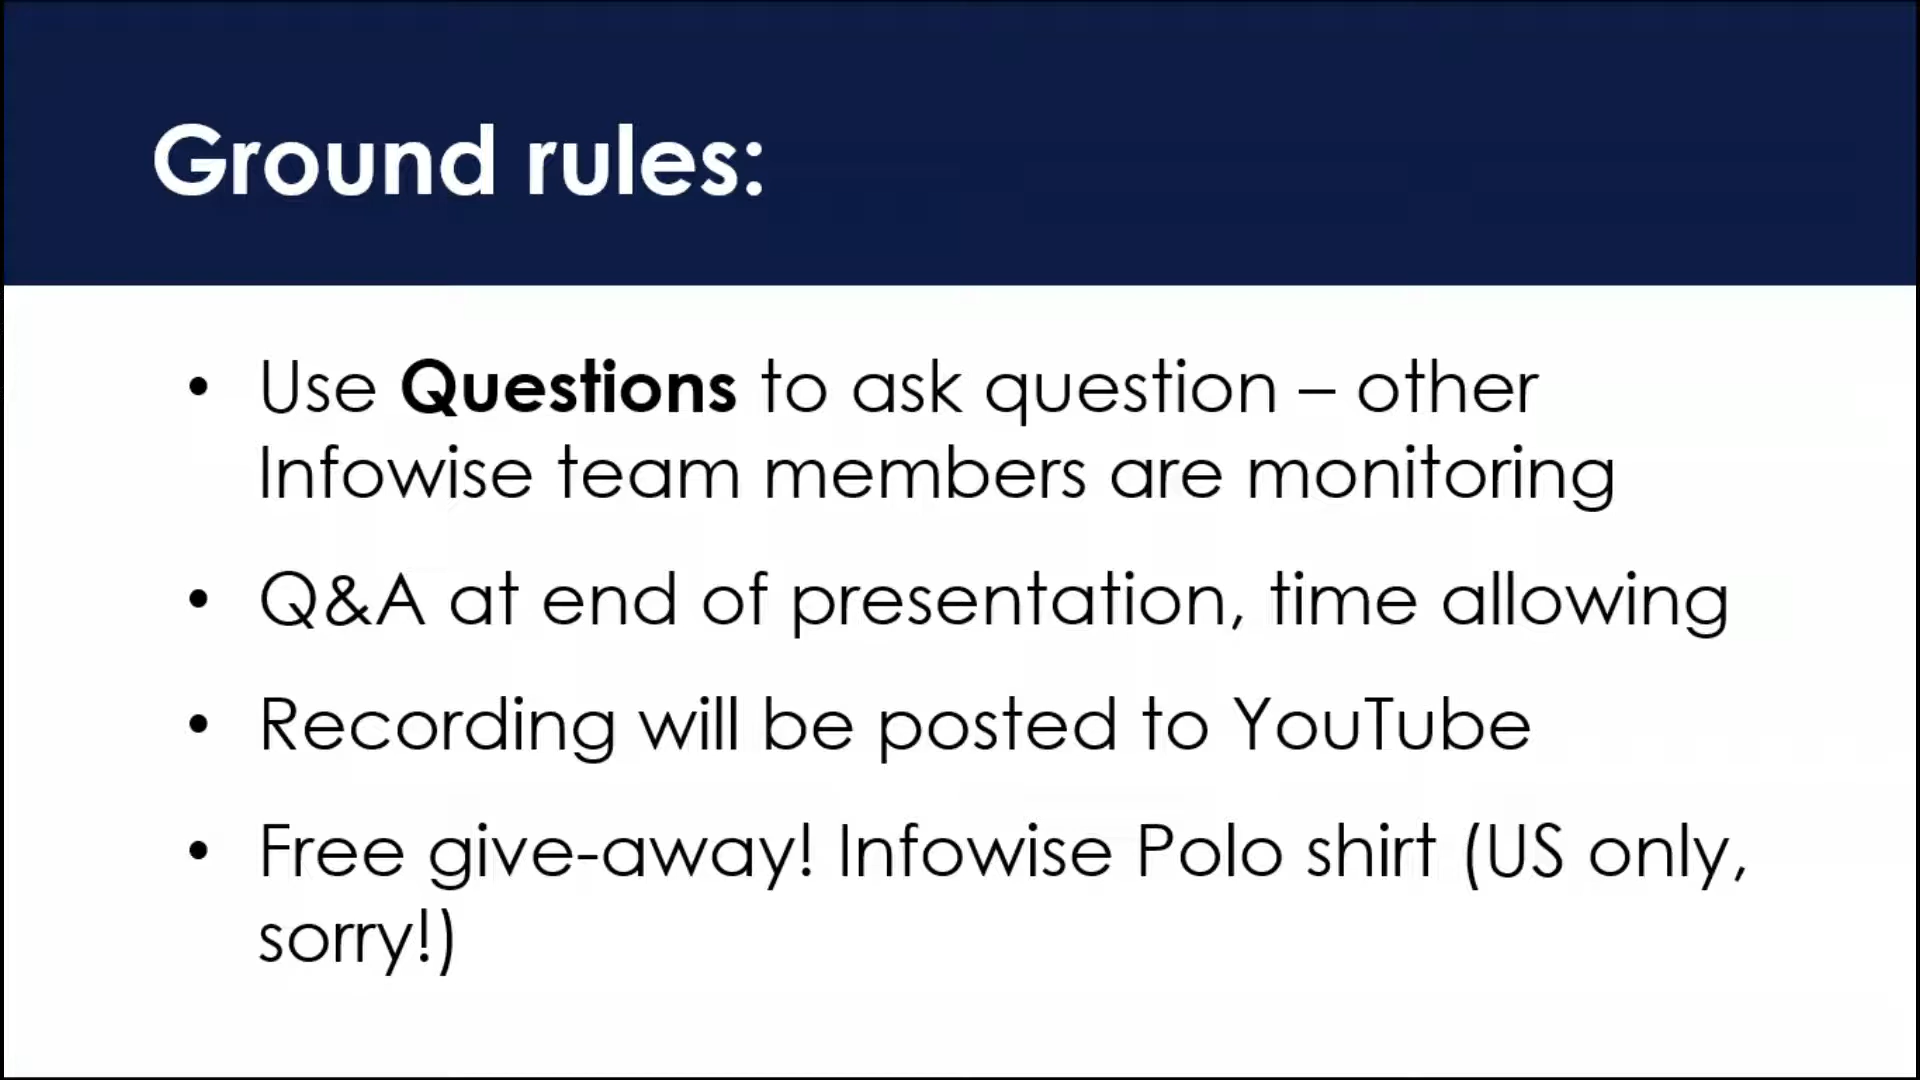 Ground rules:
• Use Questions to ask question – other
Infowise team members are monitoring
• Q&A at end of presentation, time allowing
• Recording will be posted to YouTube
• Free give-away! Infowise Polo shirt (US only,
sorry!)